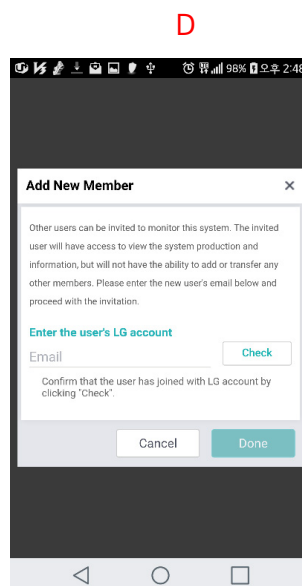 D
98% 오후 2:48
Add New Member
Other users can be invited to monitor this system. The invited
user will have access to view the system production and
information, but will not have the ability to add or transfer any
other members. Please enter the new user's email below and
proceed with the invitation.
Enter the user's LG account
Email
Check
Confirm that the user has joined with LG account by
clicking "Check".
Cancel
Done